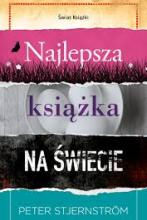 Świat Książki
Najlepsza
książka
NA ŚWIECIE
PETER STJERNSTRÖM